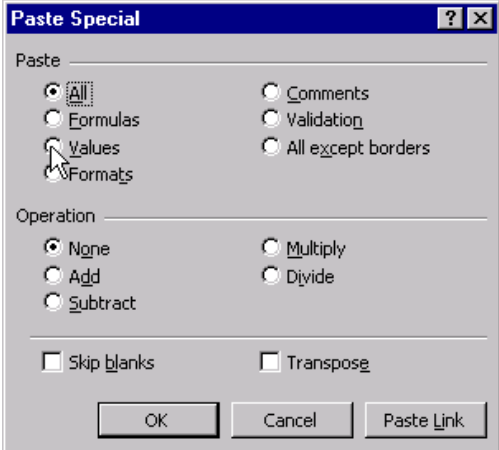 Paste Special
Paste
All
Formulas
Values
Formats
Comments
Validation
All except borders
Operation
None
Add
Subtract
Multiply
Divide
Skip blanks
Transpose
OK
Cancel
Paste Link